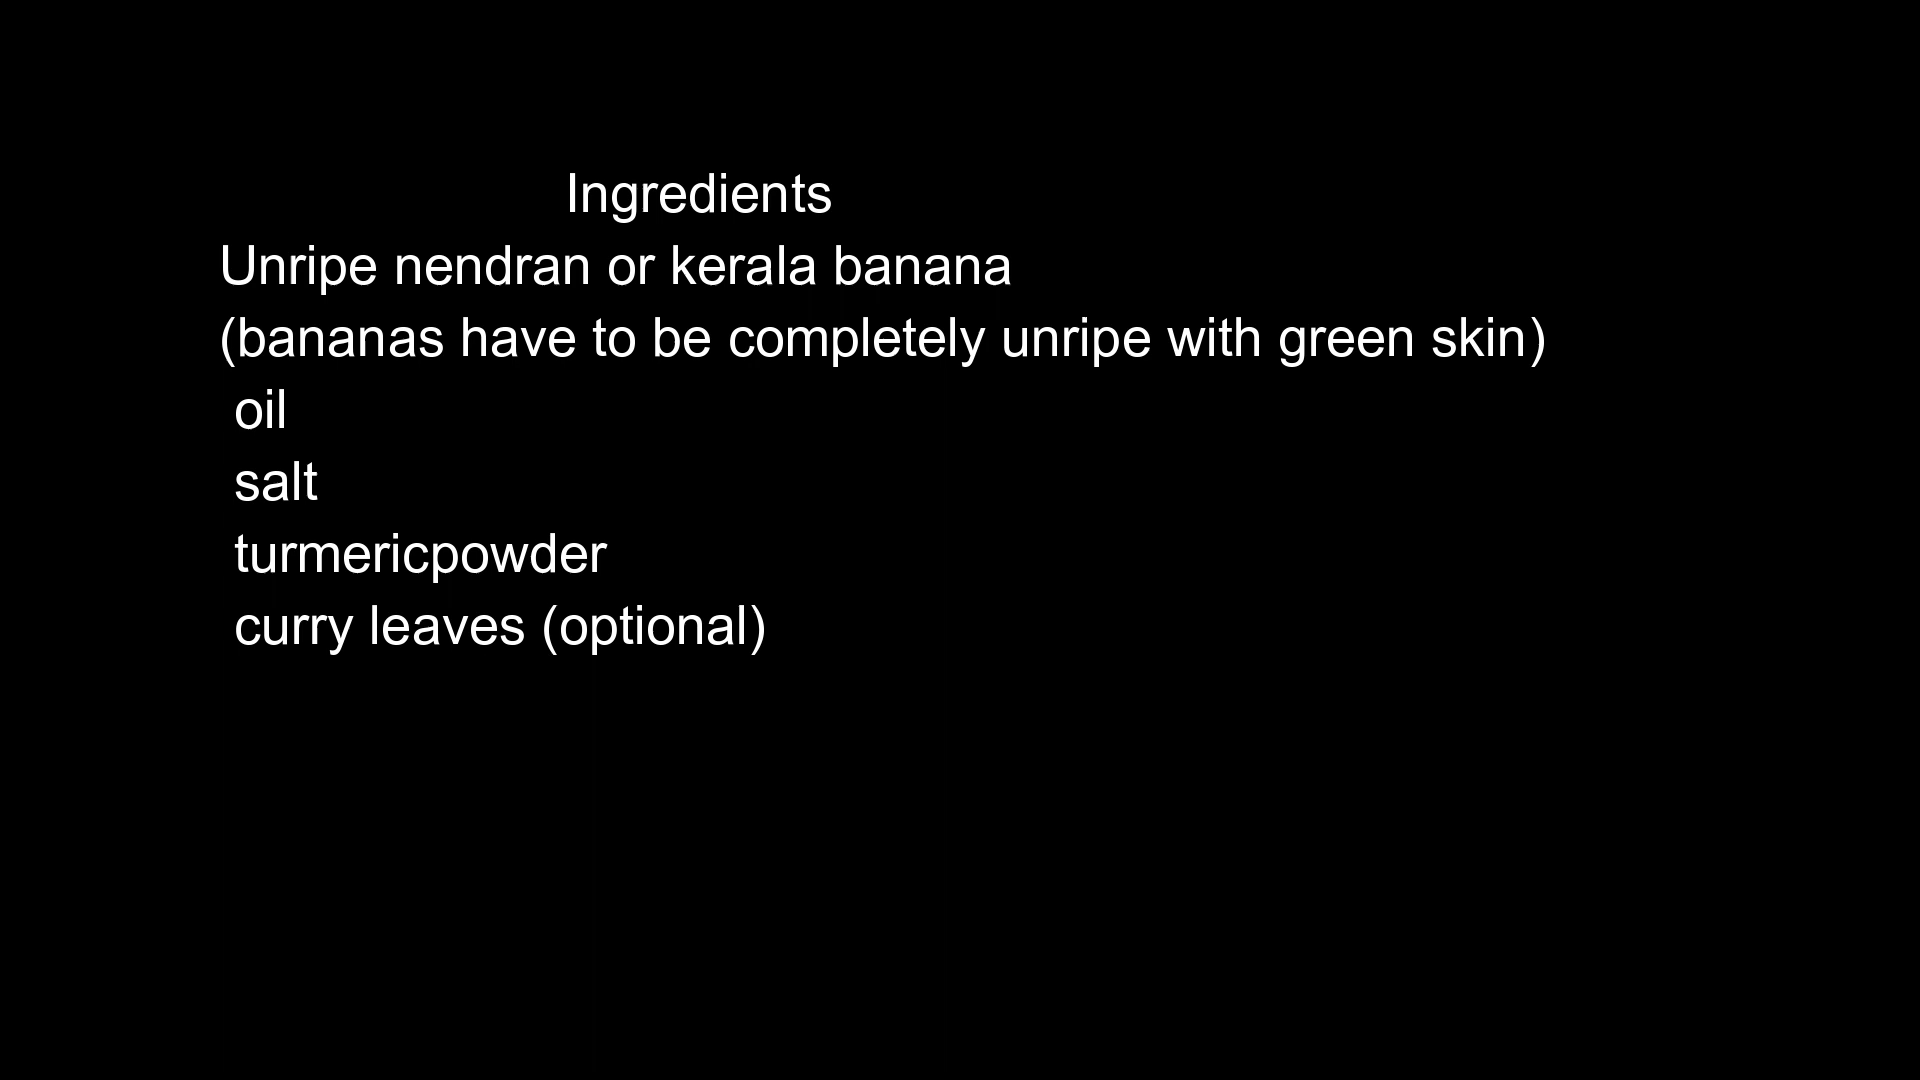 Ingredients
Unripe nendran or kerala banana
(bananas have to be completely unripe with green skin)
oil
salt
turmericpowder
curry leaves (optional)